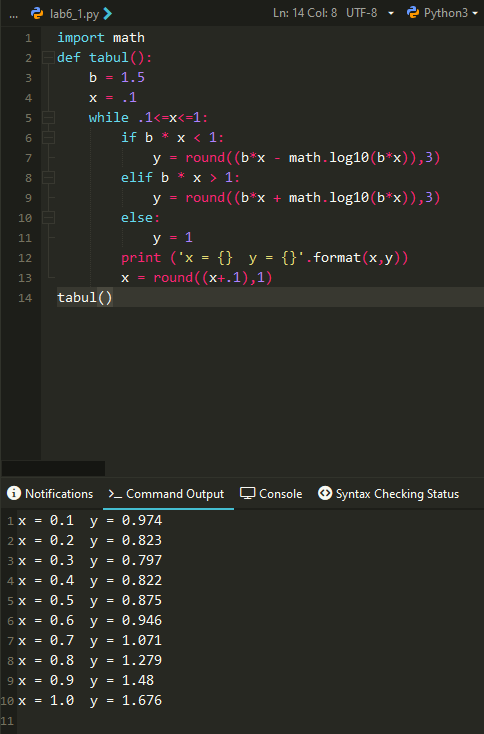 ... lab6_1.py Ln: 14 Col: 8 UTF-8 Python3
1 import math
2 def tabul():
3     b = 1.5
4     x = .1
5     while .1<=x<=1:
6         if b * x < 1:
7             y = round((b*x - math.log10(b*x)),3)
8         elif b * x > 1:
9             y = round((b*x + math.log10(b*x)),3)
10         else:
11             y = 1
12         print ('x = {}  y = {}'.format(x,y))
13         x = round((x+.1),1)
14 tabul()
Notifications >_ Command Output Console Syntax Checking Status
1 x = 0.1  y = 0.974
2 x = 0.2  y = 0.823
3 x = 0.3  y = 0.797
4 x = 0.4  y = 0.822
5 x = 0.5  y = 0.875
6 x = 0.6  y = 0.946
7 x = 0.7  y = 1.071
8 x = 0.8  y = 1.279
9 x = 0.9  y = 1.48
10 x = 1.0  y = 1.676
11